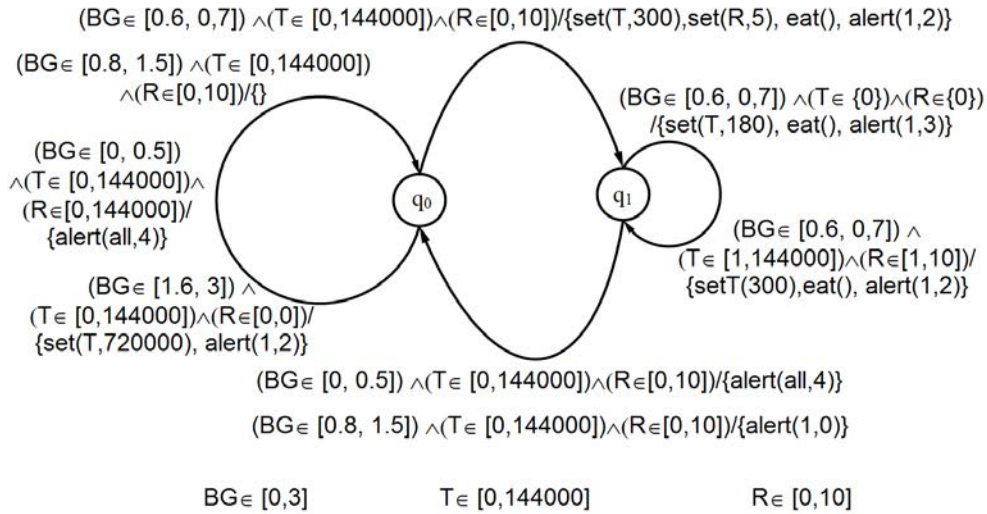 (BG∈ [0.6, 0,7]) ∧(T∈ [0,144000])∧(R∈[0,10])/{set(T,300),set(R,5), eat(), alert(1,2)}
(BG∈ [0.8, 1.5]) ∧(T∈ [0,144000])
∧(R∈[0,10])/{}
(BG∈ [0.6, 0,7]) ∧(T∈ {0})∧(R∈{0})
/{set(T,180), eat(), alert(1,3)}
(BG∈ [0, 0.5])
∧(T∈ [0,144000])∧
(R∈[0,144000])/
{alert(all,4)}
q0
q1
(BG∈ [0.6, 0,7]) ∧
(T∈ [1,144000])∧(R∈[1,10])/
{setT(300),eat(), alert(1,2)}
(BG∈ [1.6, 3]) ∧
(T∈ [0,144000])∧(R∈[0,0])/
{set(T,720000), alert(1,2)}
(BG∈ [0, 0.5]) ∧(T∈ [0,144000])∧(R∈[0,10])/{alert(all,4)}
(BG∈ [0.8, 1.5]) ∧(T∈ [0,144000])∧(R∈[0,10])/{alert(1,0)}
BG∈ [0,3] T∈ [0,144000] R∈ [0,10]